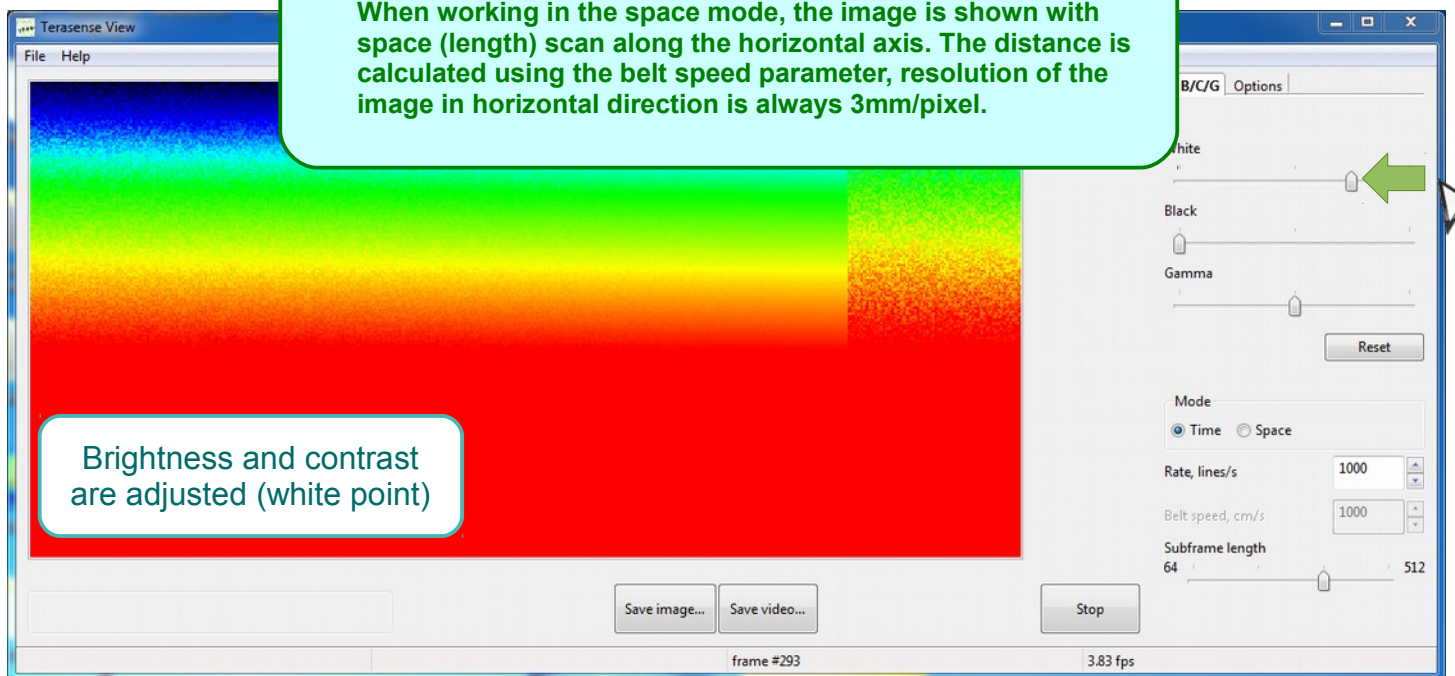 When working in the space mode, the image is shown with
space (length) scan along the horizontal axis. The distance is
calculated using the belt speed parameter, resolution of the
image in horizontal direction is always 3mm/pixel.
Terasense View
File Help
B/C/G Options
White
Black
Gamma
Reset
Mode
Time Space
Rate, lines/s 1000
Belt speed, cm/s 1000
Subframe length
64 512
Brightness and contrast
are adjusted (white point)
Save image... Save video... Stop
frame #293 3.83 fps